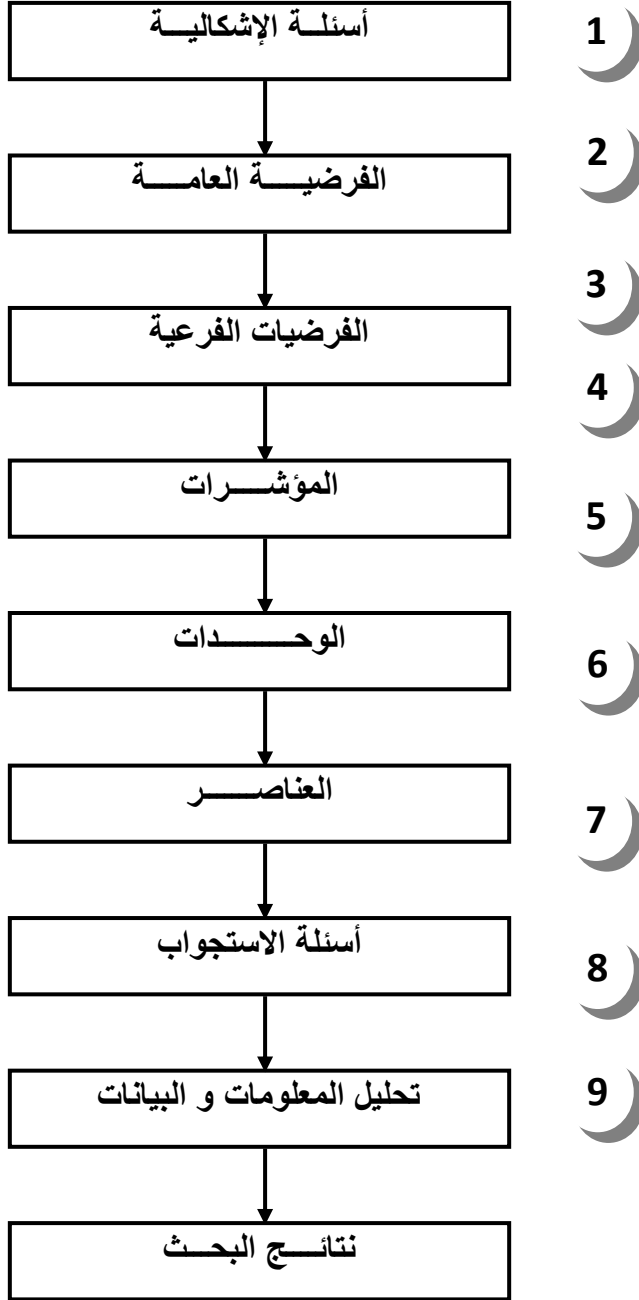 أسئلة الإشكالية
1
2
الفرضية العامة
3
الفرضيات الفرعية
4
المؤشرات
5
الوحدات
6
العناصر
7
أسئلة الاستجواب
8
تحليل المعلومات و البيانات
9
نتائج البحث